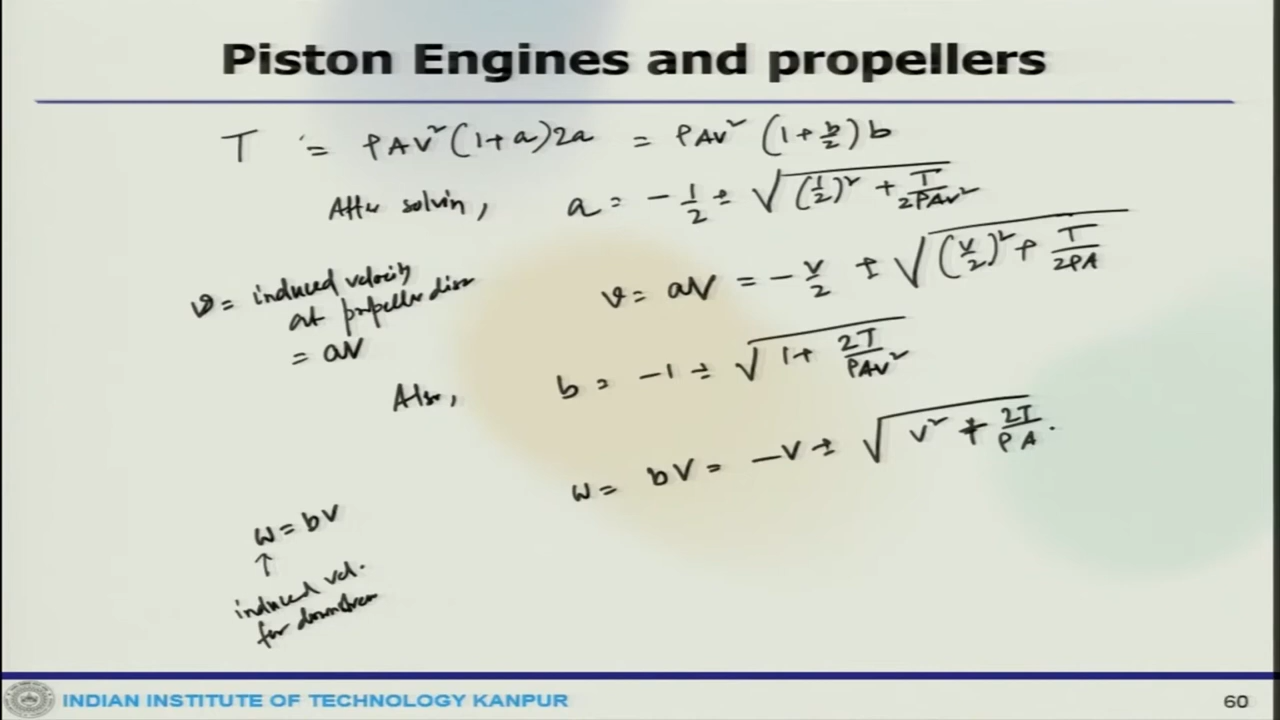 Piston Engines and propellers
T = ρAV²(1+a)2a = ρAV²(1+b/2)b
After solvin, a = -1/2 ± √((1/2)² + T/2ρAV²)
v = induced velocity
at propeller disc
= aV
v = aV = -V/2 ± √((V/2)² + T/2ρA)
Also, b = -1 ± √(1 + 2T/ρAV²)
w = bV = -V ± √(V² + 2T/ρA).
w = bV
↑
induced vel.
far downstream
INDIAN INSTITUTE OF TECHNOLOGY KANPUR
60